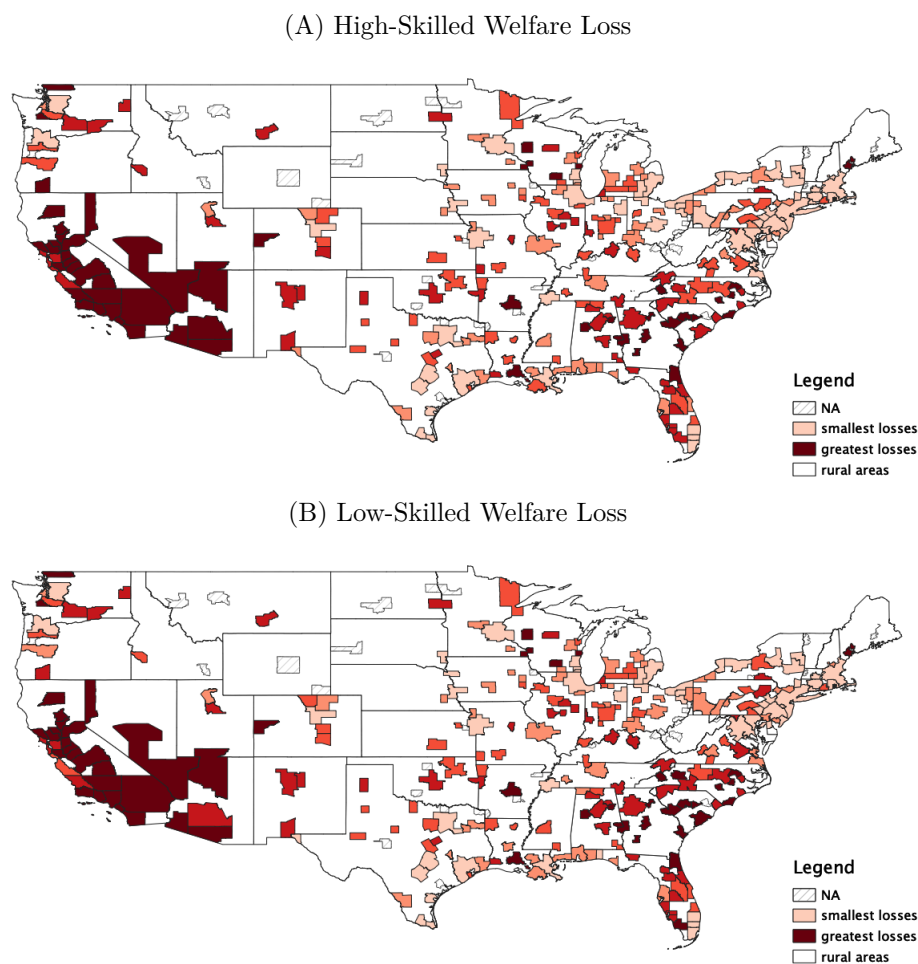 (A) High-Skilled Welfare Loss
Legend
NA
smallest losses
greatest losses
rural areas
(B) Low-Skilled Welfare Loss
Legend
NA
smallest losses
greatest losses
rural areas